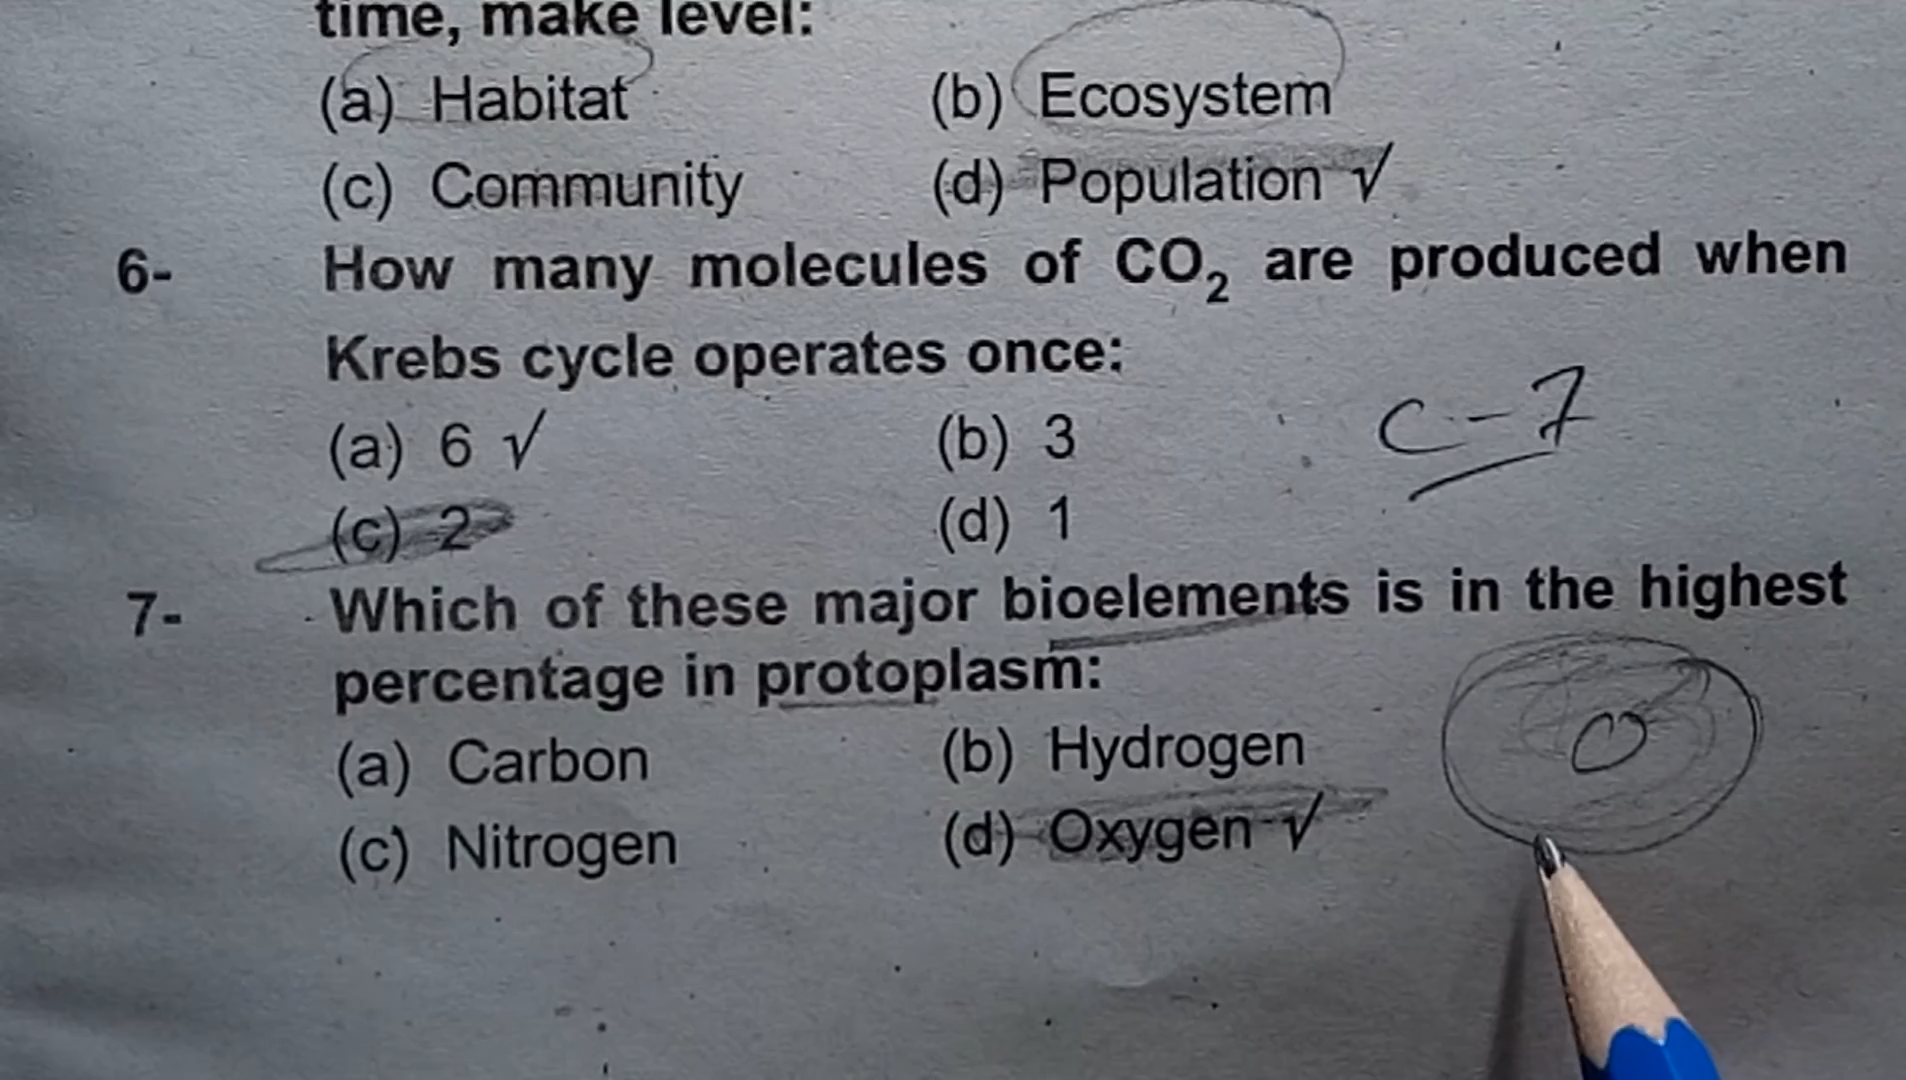 time, make level:
(a) Habitat (b) Ecosystem
(c) Community (d) Population √
6- How many molecules of CO₂ are produced when
Krebs cycle operates once:
(a) 6 √ (b) 3
C-7
(c) 2 (d) 1
7- Which of these major bioelements is in the highest
percentage in protoplasm:
(a) Carbon (b) Hydrogen
(c) Nitrogen (d) Oxygen √